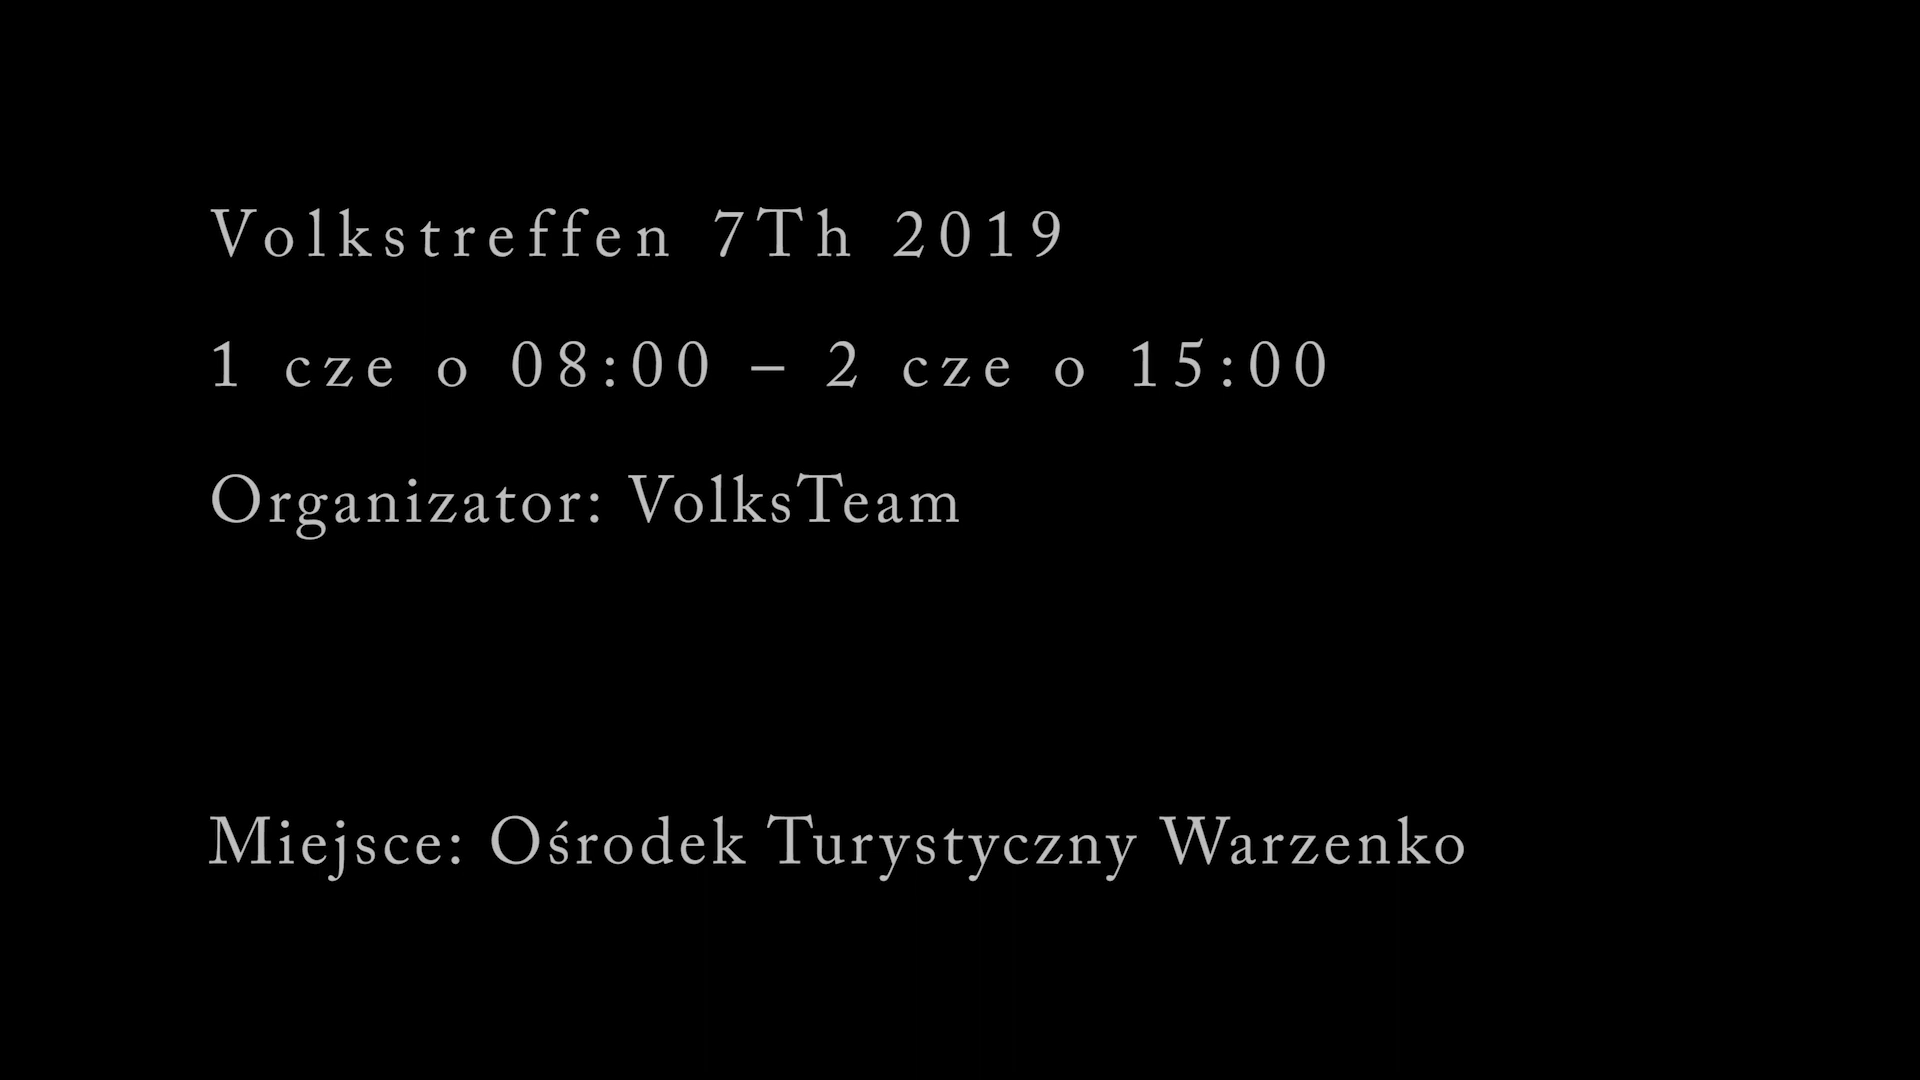 Volkstreffen 7Th 2019
1 cze o 08:00 – 2 cze o 15:00
Organizator: VolksTeam
Miejsce: Ośrodek Turystyczny Warzenko